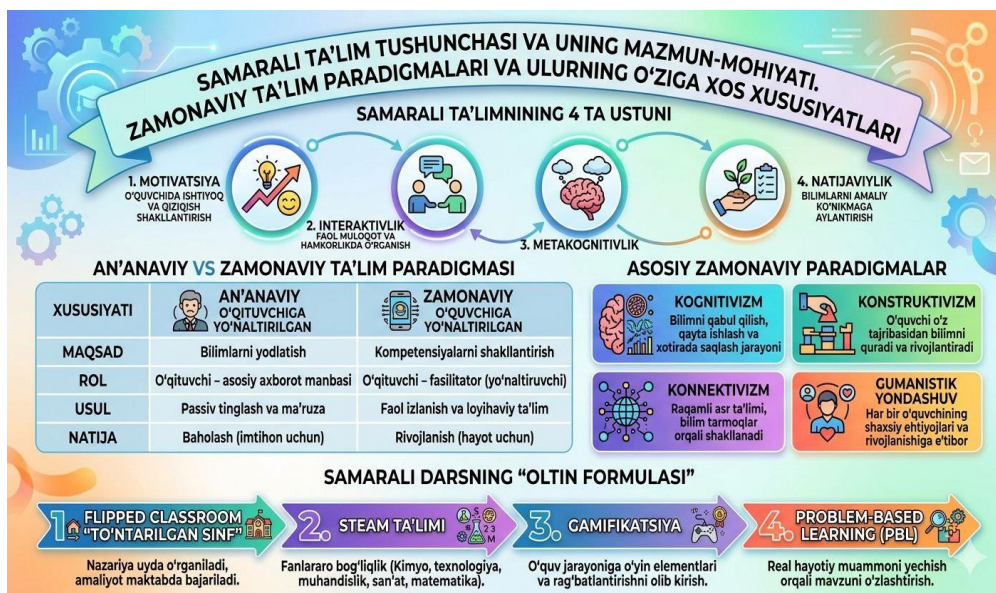 SAMARALI TA’LIM TUSHUNCHASI VA UNING MAZMUN-MOHIYATI.
ZAMONAVIY TA’LIM PARADIGMALARI VA ULURNING O‘ZIGA XOS XUSUSIYATLARI
SAMARALI TA’LIMNINING 4 TA USTUNI
1. MOTIVATSIYA
O‘QUVCHIDA ISHTIYOQ
VA QIZIQISH
SHAKLLANTIRISH
2. INTERAKTIVLIK
FAOL MULOQOT VA
HAMKORLIKDA O‘RGANISH
3. METAKOGNITIVLIK
4. NATIJAVIYLIK
BILIMLARNI AMALIY
KO‘NIKMAGA
AYLANTIRISH
AN’ANAVIY VS ZAMONAVIY TA’LIM PARADIGMASI
XUSUSIYATI
AN’ANAVIY
O‘QITUVCHIGA
YO‘NALTIRILGAN
ZAMONAVIY
O‘QUVCHIGA
YO‘NALTIRILGAN
MAQSAD Bilimlarni yodlatish Kompetensiyalarni shakllantirish
ROL O‘qituvchi – asosiy axborot manbasi O‘qituvchi – fasilitator (yo‘naltiruvchi)
USUL Passiv tinglash va ma’ruza Faol izlanish va loyihaviy ta’lim
NATIJA Baholash (imtihon uchun) Rivojlanish (hayot uchun)
ASOSIY ZAMONAVIY PARADIGMALAR
KOGNITIVIZM
Bilimni qabul qilish,
qayta ishlash va
xotirada saqlash jarayoni
KONSTRUKTIVIZM
O‘quvchi o‘z
tajribasidan bilimni
quradi va rivojlantiradi
KONNEKTIVIZM
Raqamli asr ta’limi,
bilim tarmoqlar
orqali shakllanadi
GUMANISTIK
YONDASHUV
Har bir o‘quvchining
shaxsiy ehtiyojlari va
rivojlanishiga e’tibor
SAMARALI DARSNING “OLTIN FORMULASI”
1. FLIPPED CLASSROOM
“TO‘NTARILGAN SINF”
Nazariya uyda o‘rganiladi,
amaliyot maktabda bajariladi.
2. STEAM TA’LIMI
Fanlararo bog‘liqlik (Kimyo, texnologiya,
muhandislik, san’at, matematika).
3. GAMIFIKATSIYA
O‘quv jarayoniga o‘yin elementlari
va rag‘batlantirishni olib kirish.
4. PROBLEM-BASED
LEARNING (PBL)
Real hayotiy muammoni yechish
orqali mavzuni o‘zlashtirish.